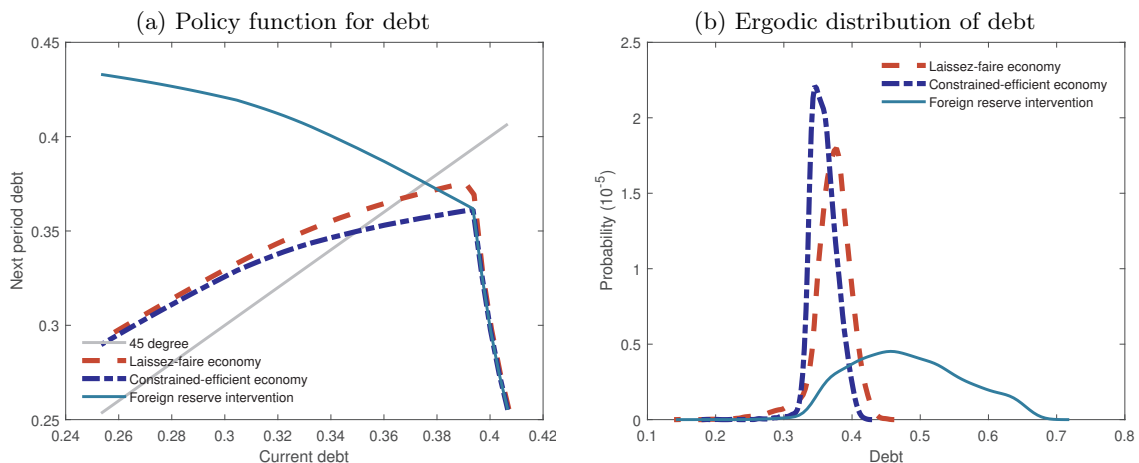 (a) Policy function for debt
0.45
0.4
0.35
0.3
0.25
Next period debt
45 degree
Laissez-faire economy
Constrained-efficient economy
Foreign reserve intervention
0.24 0.26 0.28 0.3 0.32 0.34 0.36 0.38 0.4 0.42
Current debt
(b) Ergodic distribution of debt
2.5
2
1.5
1
0.5
0
Probability (10^-5)
Laissez-faire economy
Constrained-efficient economy
Foreign reserve intervention
0.1 0.2 0.3 0.4 0.5 0.6 0.7 0.8
Debt